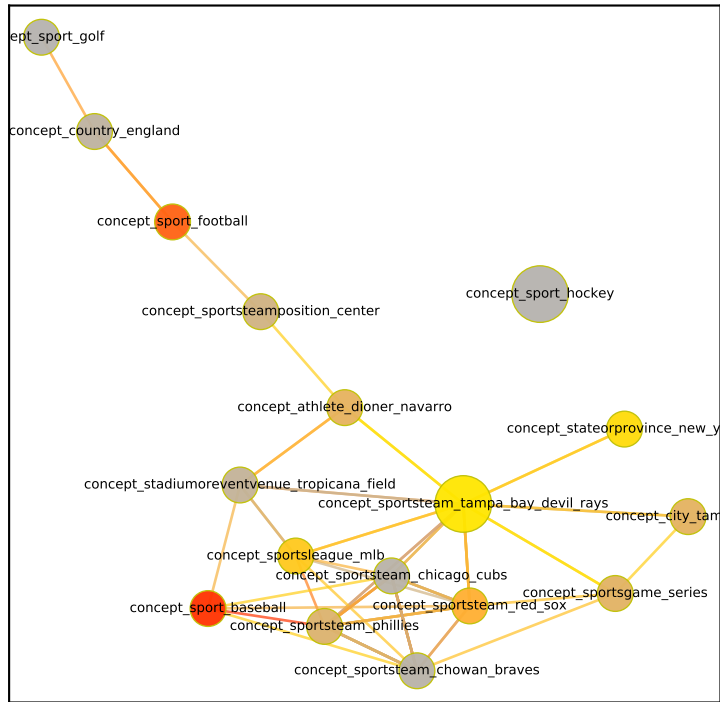 ept_sport_golf
concept_country_england
concept_sport_football
concept_sport_hockey
concept_sportsteamposition_center
concept_athlete_dioner_navarro
concept_stateorprovince_new_y
concept_stadiumoreventvenue_tropicana_field
concept_sportsteam_tampa_bay_devil_rays
concept_city_tam
concept_sportsleague_mlb
concept_sportsteam_chicago_cubs
concept_sportsgame_series
concept_sport_baseball
concept_sportsteam_red_sox
concept_sportsteam_phillies
concept_sportsteam_chowan_braves